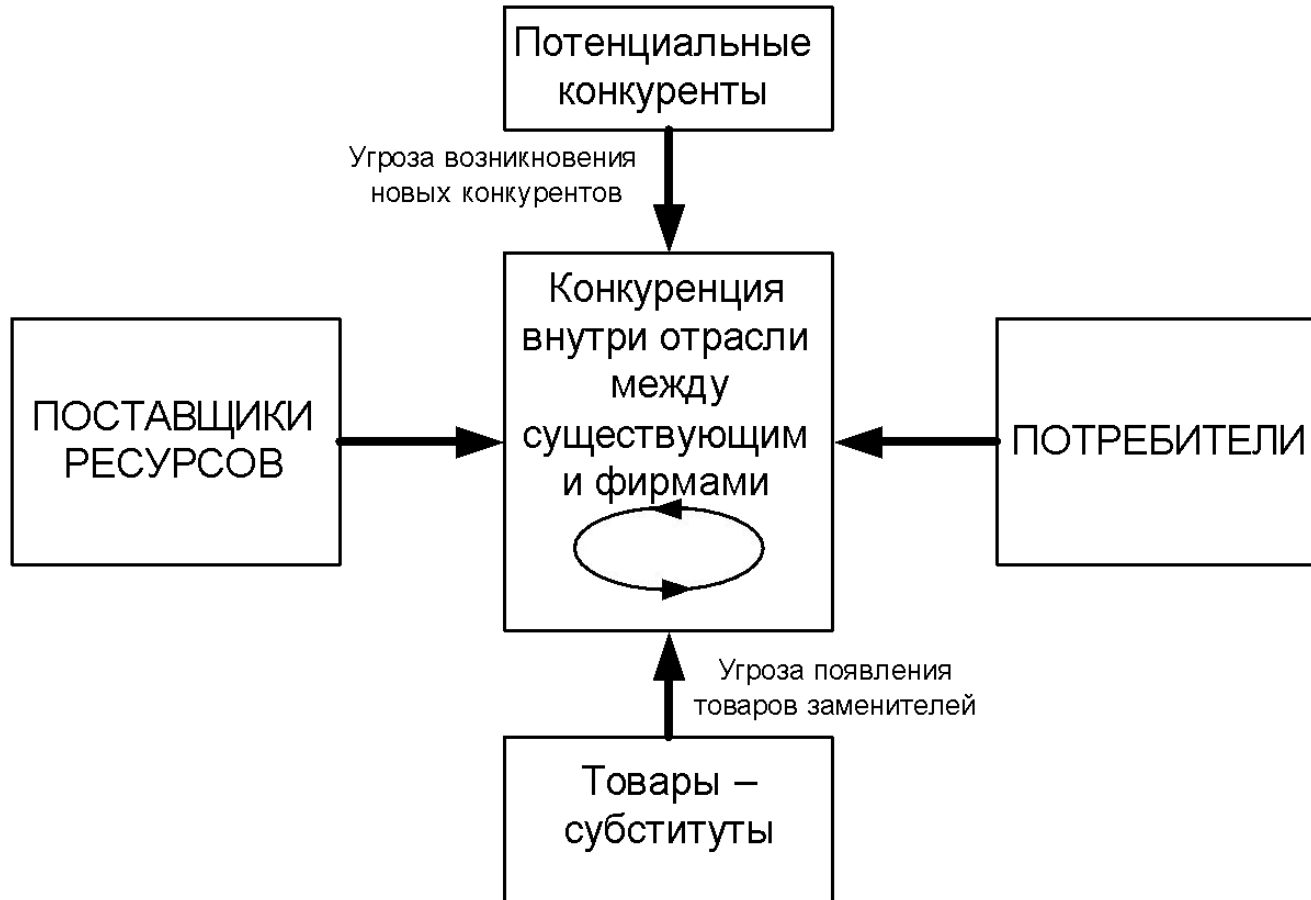 Потенциальные
конкуренты
Угроза возникновения
новых конкурентов
Конкуренция
внутри отрасли
между
существующим
и фирмами
ПОСТАВЩИКИ
РЕСУРСОВ
ПОТРЕБИТЕЛИ
Угроза появления
товаров заменителей
Товары –
субституты